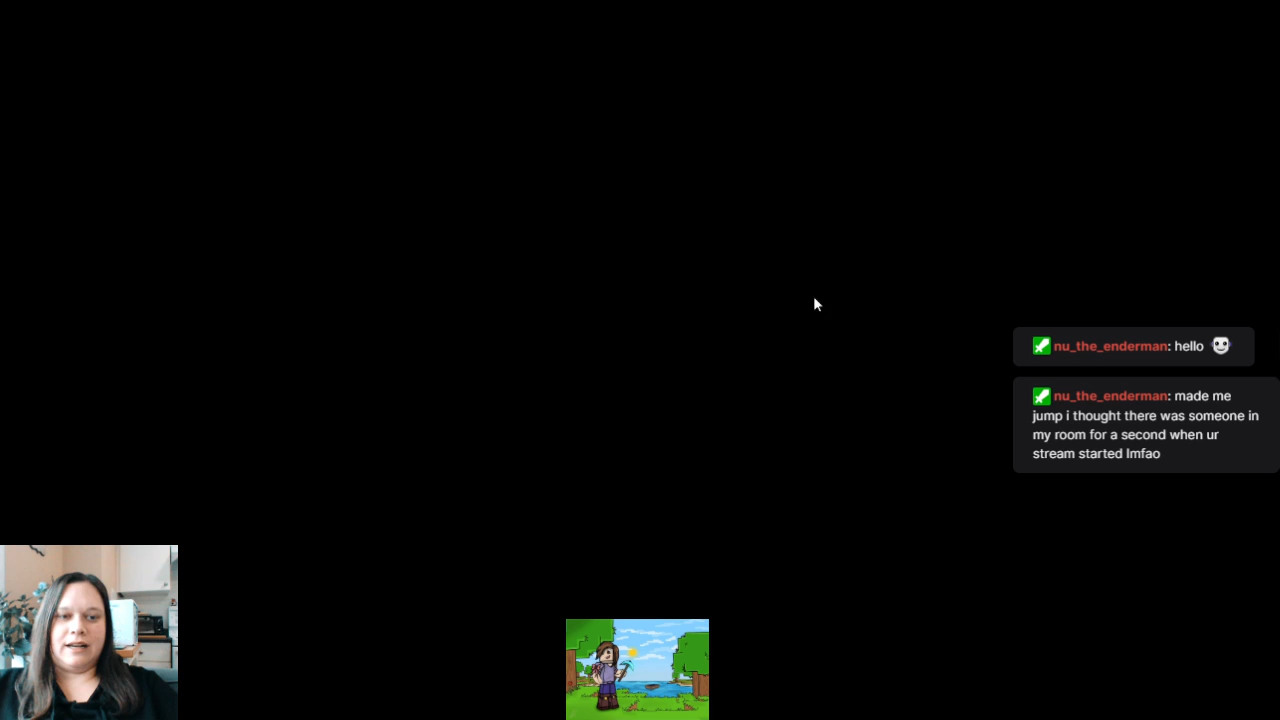 nu_the_enderman: hello
nu_the_enderman: made me
jump i thought there was someone in
my room for a second when ur
stream started lmfao